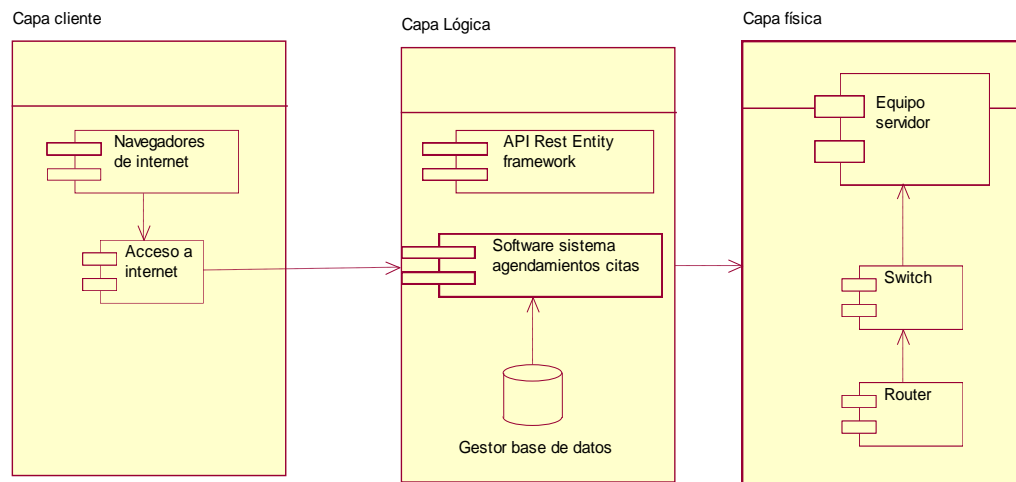 Capa cliente
Navegadores
de internet
Acceso a
internet
Capa Lógica
API Rest Entity
framework
Software sistema
agendamientos citas
Gestor base de datos
Capa física
Equipo
servidor
Switch
Router